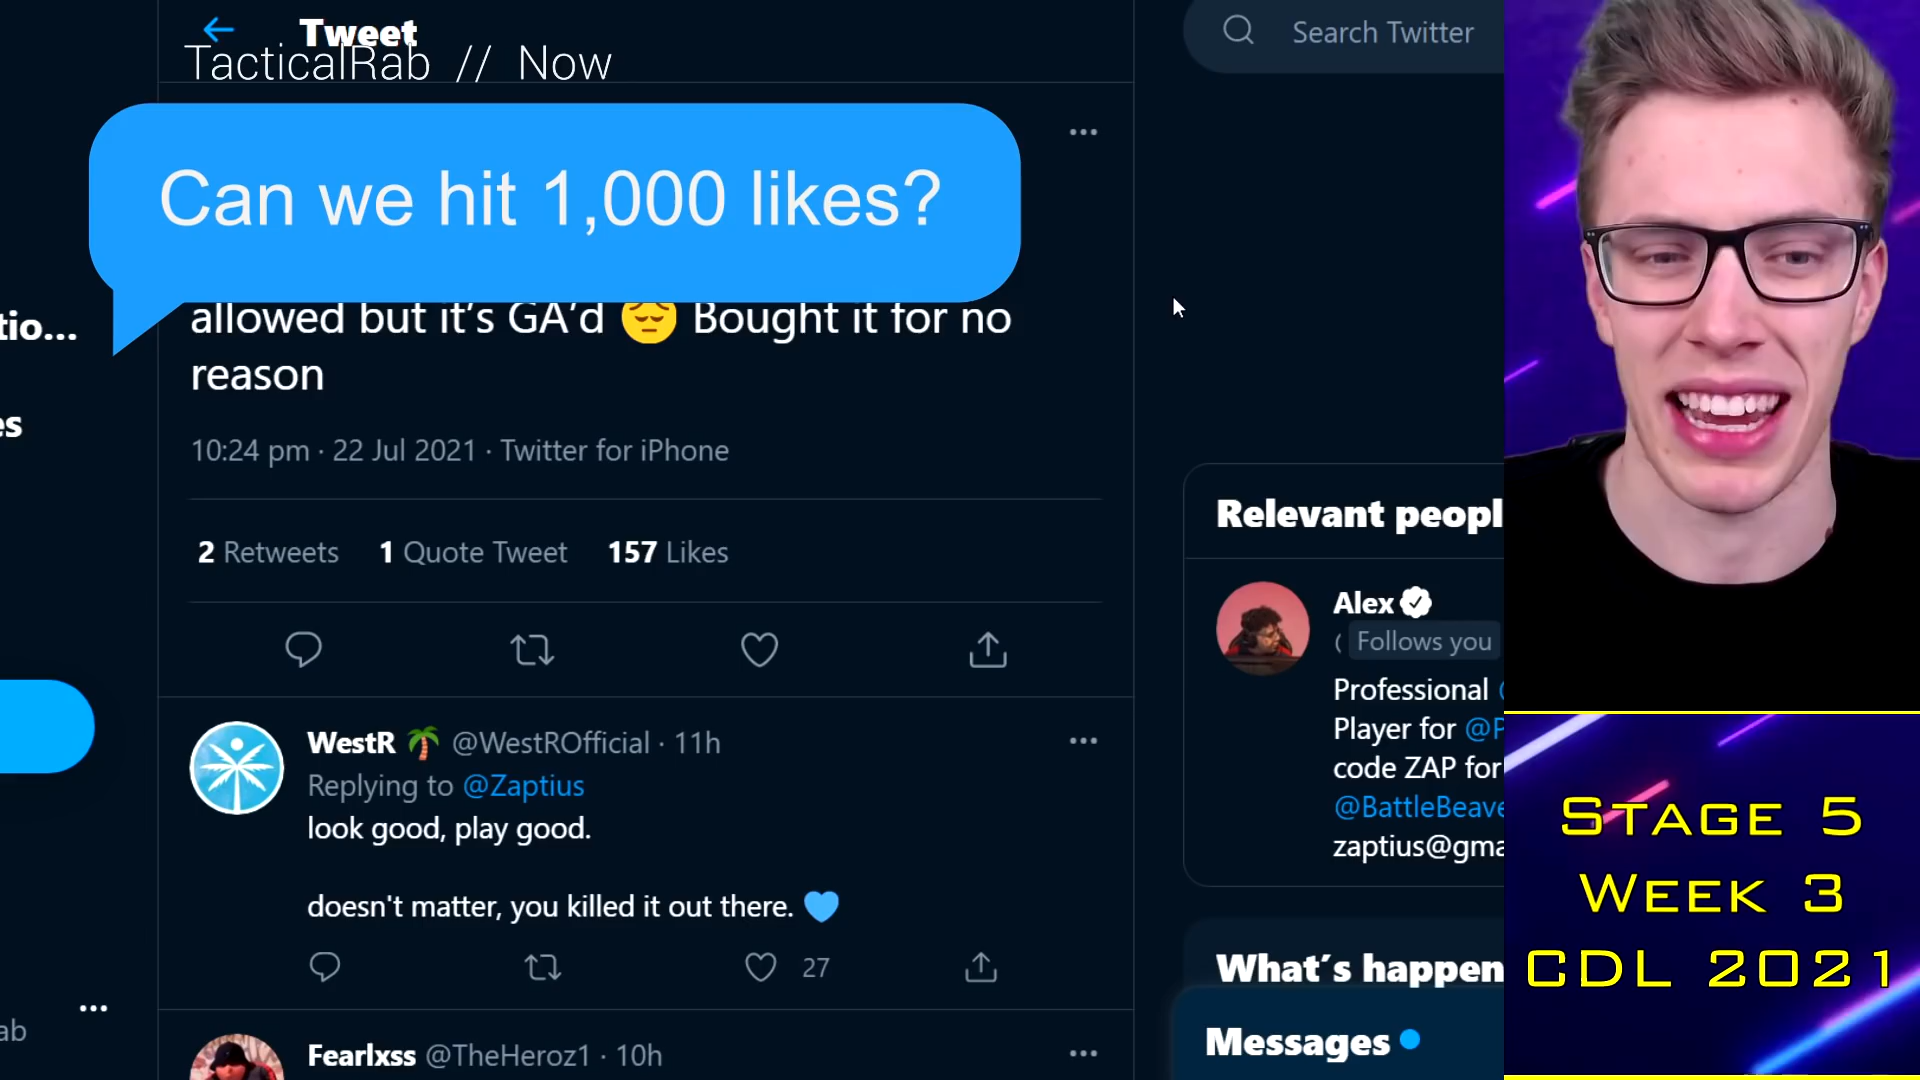 Tweet
TacticalRab // Now
Search Twitter
Can we hit 1,000 likes?
allowed but it's GA'd 😔 Bought it for no
reason
10:24 pm · 22 Jul 2021 · Twitter for iPhone
2 Retweets 1 Quote Tweet 157 Likes
WestR 🌴 @WestROfficial · 11h
Replying to @Zaptius
look good, play good.
doesn't matter, you killed it out there. 💙
27
Fearlxss @TheHeroz1 · 10h
tio...
es
ab
Relevant peopl
Alex
Follows you
Professional
Player for @P
code ZAP for
@BattleBeave
zaptius@gma
What's happen
Messages
STAGE 5
WEEK 3
CDL 2021